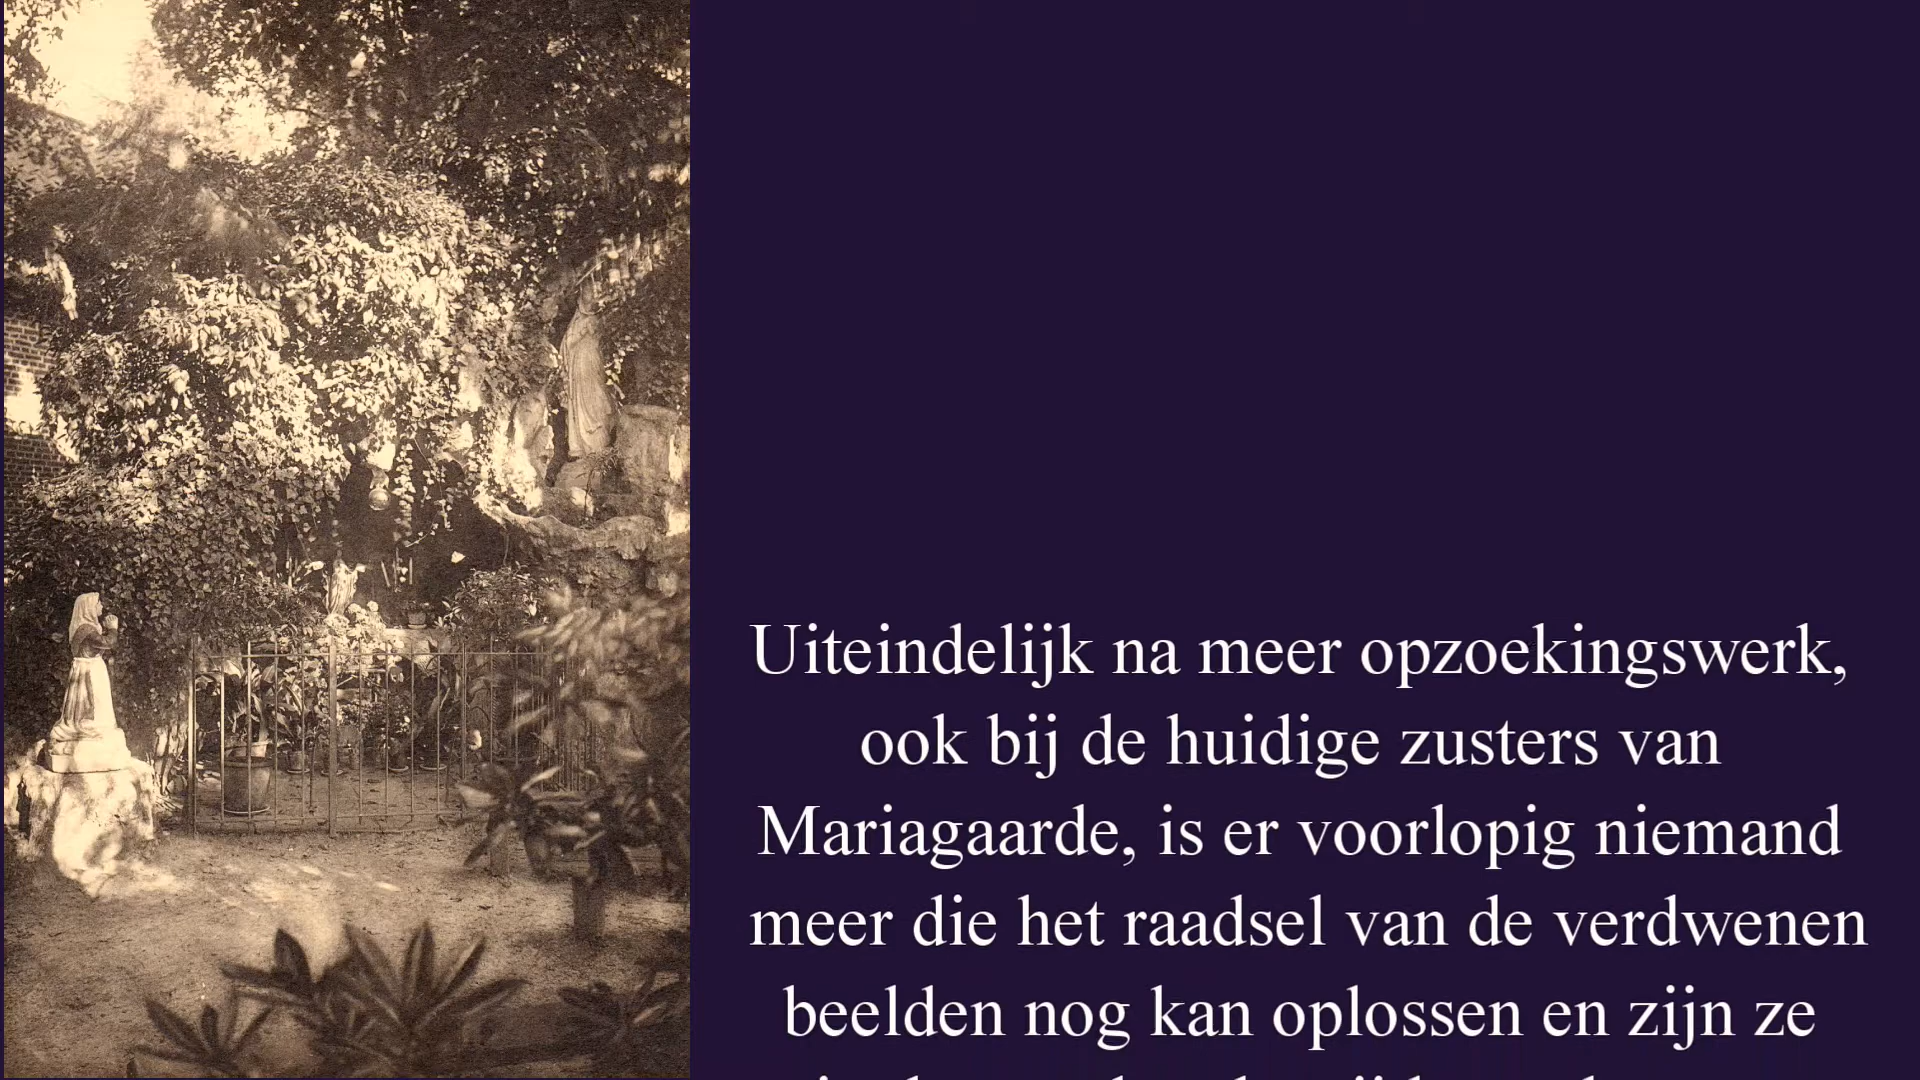 Uiteindelijk na meer opzoekingswerk,
ook bij de huidige zusters van
Mariagaarde, is er voorlopig niemand
meer die het raadsel van de verdwenen
beelden nog kan oplossen en zijn ze